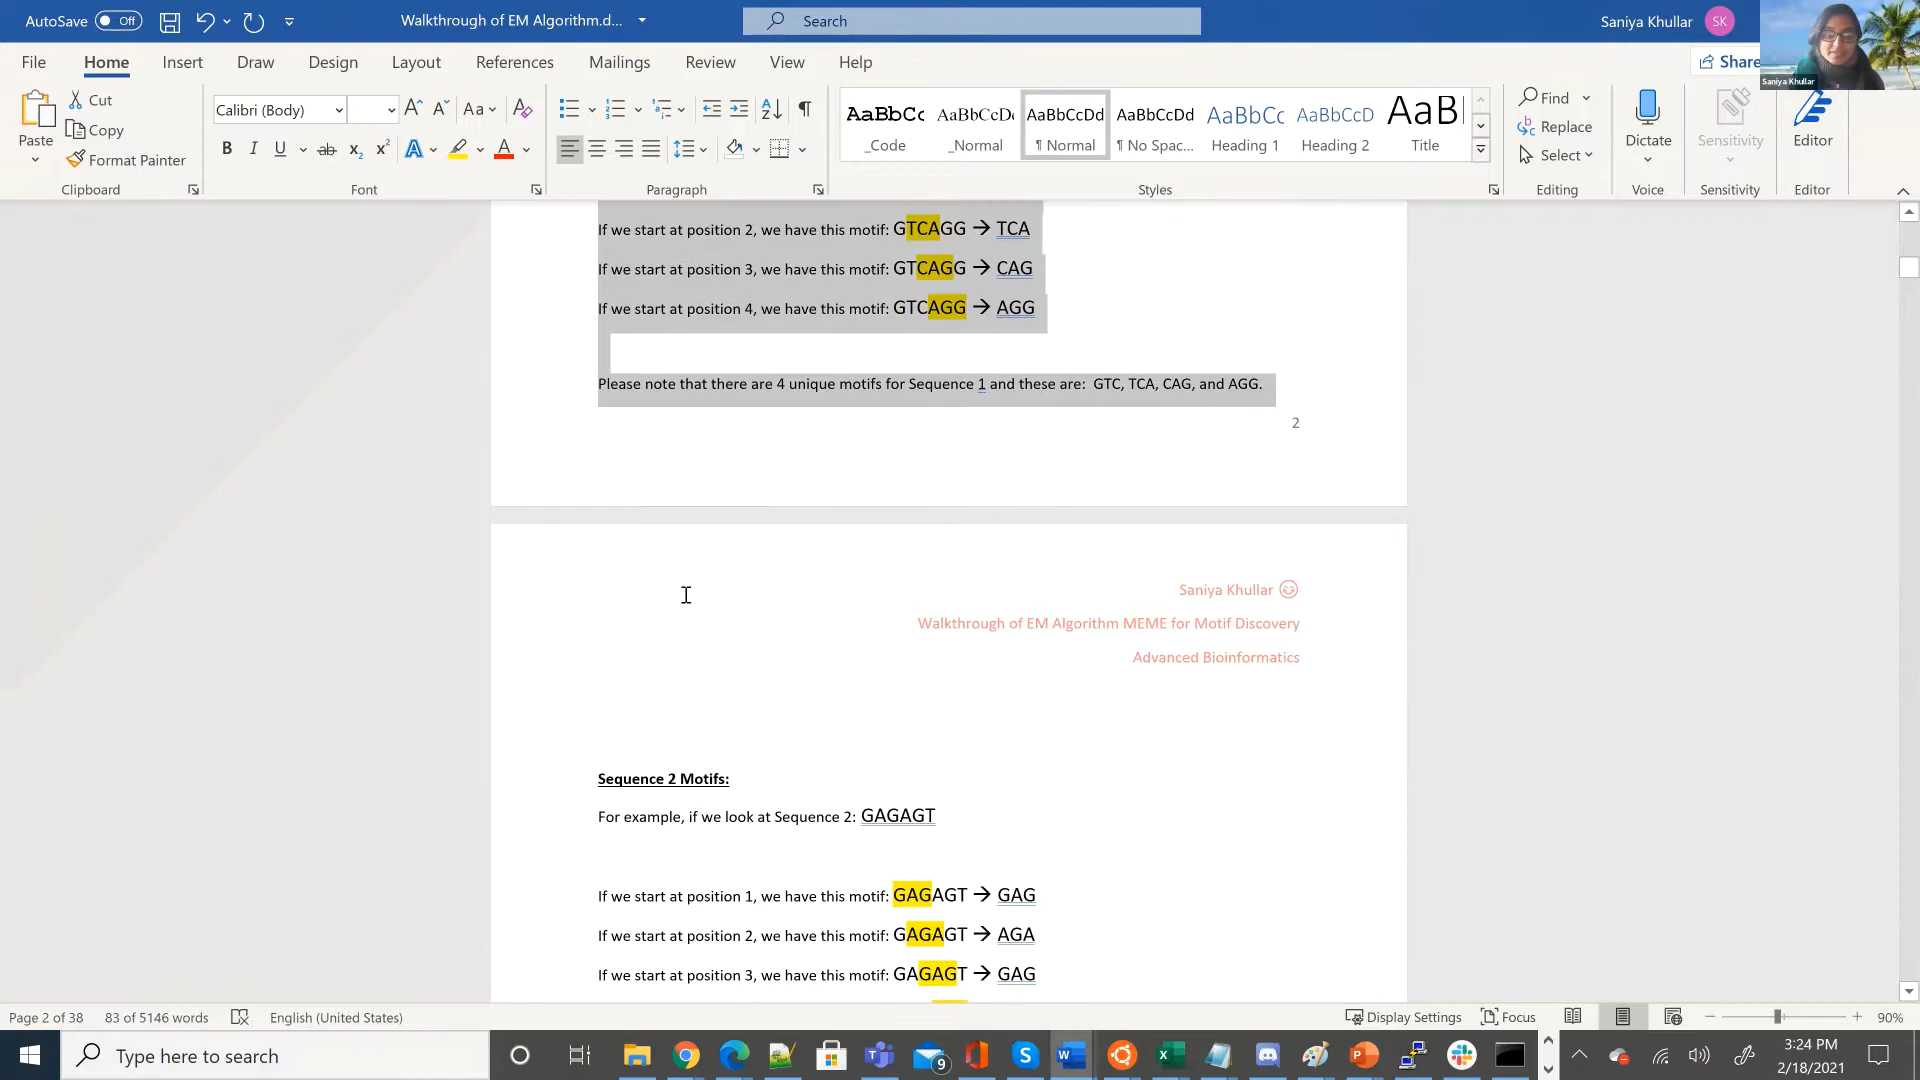 AutoSave Off
Walkthrough of EM Algorithm.d...
Search
Saniya Khullar SK
File Home Insert Draw Design Layout References Mailings Review View Help
Share
Saniya Khullar
Paste
Cut
Copy
Format Painter
Clipboard
Calibri (Body)
Aa
Font
Paragraph
AaBbCc AaBbCcDc AaBbCcDd AaBbCcDd AaBbCc AaBbCcD AaB
_Code _Normal ¶ Normal ¶ No Spac... Heading 1 Heading 2 Title
Styles
Find
Replace
Select
Editing
Dictate
Voice
Sensitivity
Sensitivity
Editor
Editor
If we start at position 2, we have this motif: GTCAGG → TCA
If we start at position 3, we have this motif: GTCAGG → CAG
If we start at position 4, we have this motif: GTCAGG → AGG
Please note that there are 4 unique motifs for Sequence 1 and these are: GTC, TCA, CAG, and AGG.
2
Saniya Khullar
Walkthrough of EM Algorithm MEME for Motif Discovery
Advanced Bioinformatics
Sequence 2 Motifs:
For example, if we look at Sequence 2: GAGAGT
If we start at position 1, we have this motif: GAGAGT → GAG
If we start at position 2, we have this motif: GAGAGT → AGA
If we start at position 3, we have this motif: GAGAGT → GAG
Page 2 of 38 83 of 5146 words English (United States)
Display Settings Focus 90%
Type here to search
9
3:24 PM
2/18/2021